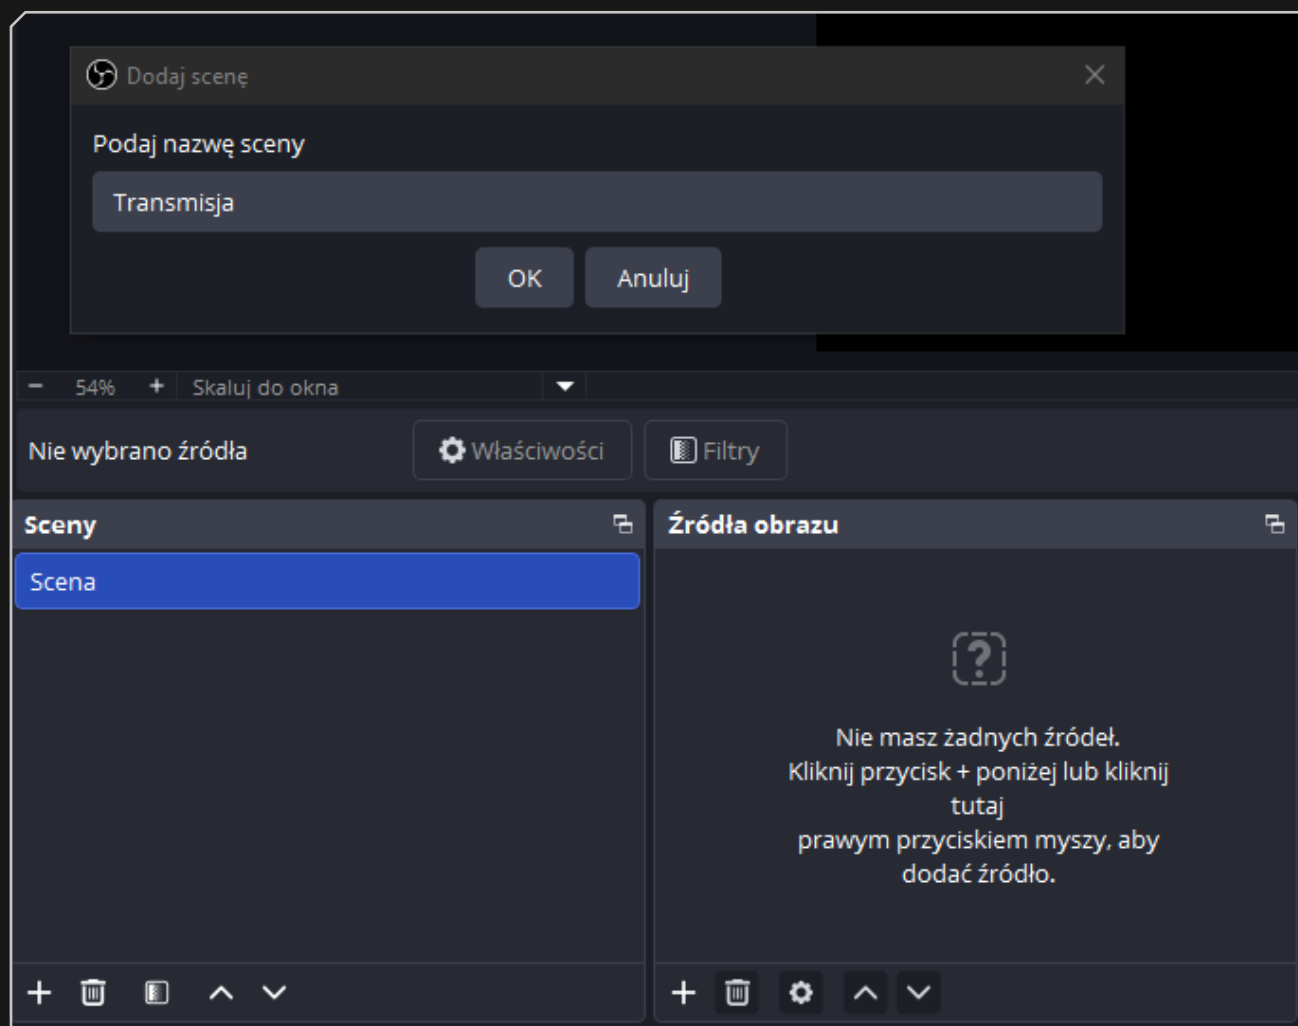 Dodaj scenę
Podaj nazwę sceny
Transmisja
OK Anuluj
54% Skaluj do okna
Nie wybrano źródła Właściwości Filtry
Sceny
Scena
Źródła obrazu
Nie masz żadnych źródeł.
Kliknij przycisk + poniżej lub kliknij
tutaj
prawym przyciskiem myszy, aby
dodać źródło.